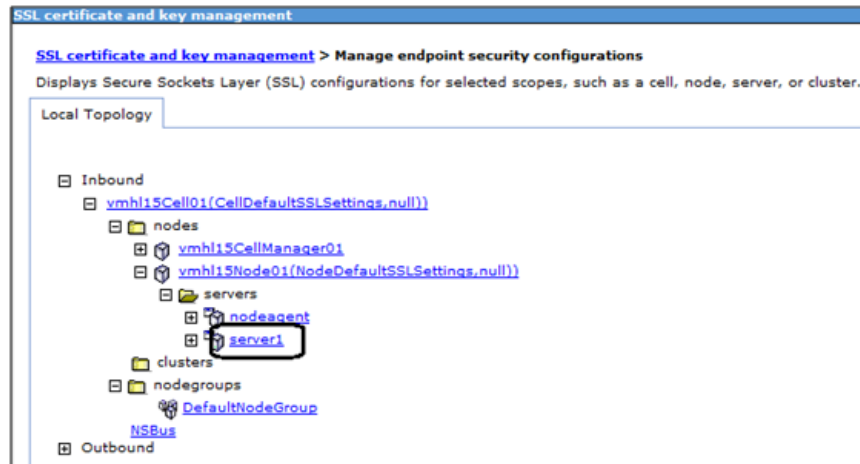 SSL certificate and key management
SSL certificate and key management > Manage endpoint security configurations
Displays Secure Sockets Layer (SSL) configurations for selected scopes, such as a cell, node, server, or cluster.
Local Topology
Inbound
vmhl15Cell01(CellDefaultSSLSettings,null))
nodes
vmhl15CellManager01
vmhl15Node01(NodeDefaultSSLSettings,null))
servers
nodeagent
server1
clusters
nodegroups
DefaultNodeGroup
NSBus
Outbound